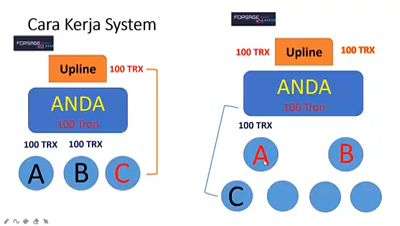 Cara Kerja System
FORSAGE
Upline
100 TRX
ANDA
100 Tron
100 TRX
100 TRX
A
B
C
FORSAGE
100 TRX
Upline
100 TRX
ANDA
100 Tron
100 TRX
A
B
C